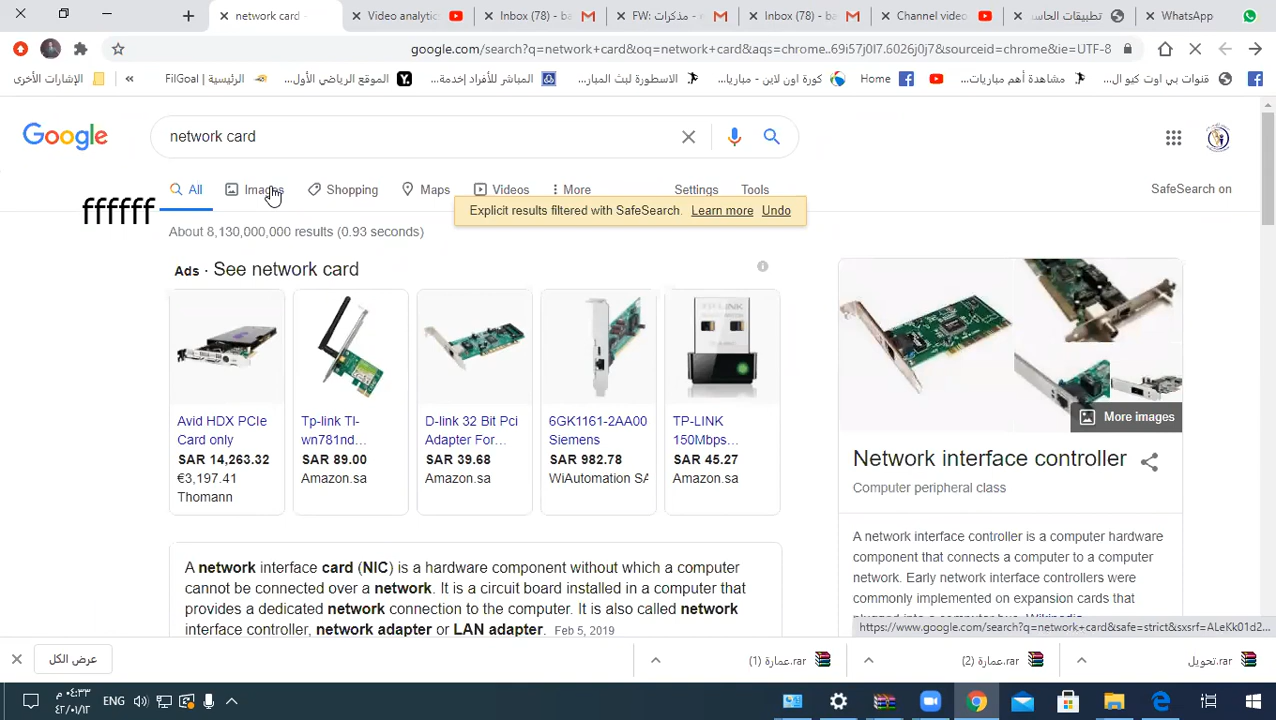 network card -
Video analytic
Inbox (78) - ba
FW: مذكرات - n
Inbox (78) - ba
Channel video
تطبيقات الحاسـ
WhatsApp
google.com/search?q=network+card&oq=network+card&aqs=chrome..69i57j0l7.6026j0j7&sourceid=chrome&ie=UTF-8
الإشارات الأخرى
»
الرئيسية | FilGoal
الموقع الرياضي الأول...
المباشر للأفراد |خدمة...
الاسطورة لبث المبار...
كورة اون لاين - مباريا...
Home
مشاهدة أهم مباريات...
قنوات بي اوت كيو ال...
Google
network card
All
Images
Shopping
Maps
Videos
More
Settings
Tools
SafeSearch on
ffffff
Explicit results filtered with SafeSearch. Learn more Undo
About 8,130,000,000 results (0.93 seconds)
Ads · See network card
Avid HDX PCIe
Card only
SAR 14,263.32
€3,197.41
Thomann
Tp-link Tl-
wn781nd...
SAR 89.00
Amazon.sa
D-link 32 Bit Pci
Adapter For...
SAR 39.68
Amazon.sa
6GK1161-2AA00
Siemens
SAR 982.78
WiAutomation SA
TP-LINK
TP-LINK
150Mbps...
SAR 45.27
Amazon.sa
More images
Network interface controller
Computer peripheral class
A network interface controller is a computer hardware
component that connects a computer to a computer
network. Early network interface controllers were
commonly implemented on expansion cards that
A network interface card (NIC) is a hardware component without which a computer
cannot be connected over a network. It is a circuit board installed in a computer that
provides a dedicated network connection to the computer. It is also called network
interface controller, network adapter or LAN adapter. Feb 5, 2019
https://www.google.com/search?q=network+card&safe=strict&sxsrf=ALeKk01d2...
عرض الكل
عمارة (1).rar
عمارة (2).rar
تحويل.rar
٠٤:٣٣ م
٤٢/٠١/١٢
ENG